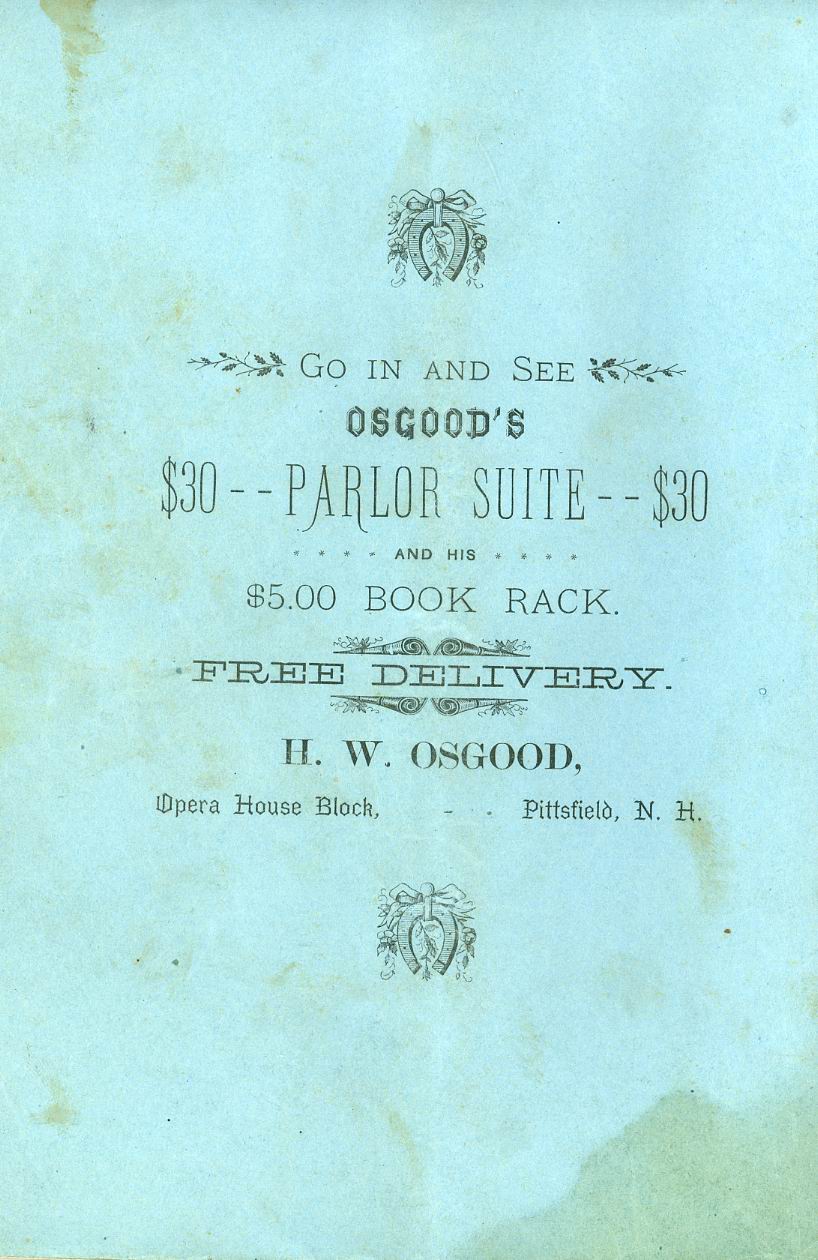 Go in and See
OSGOOD'S
$30 -- PARLOR SUITE -- $30
* * * * AND HIS * * * *
$5.00 BOOK RACK.
FREE DELIVERY.
H. W. OSGOOD,
Opera House Block, - - Pittsfield, N. H.